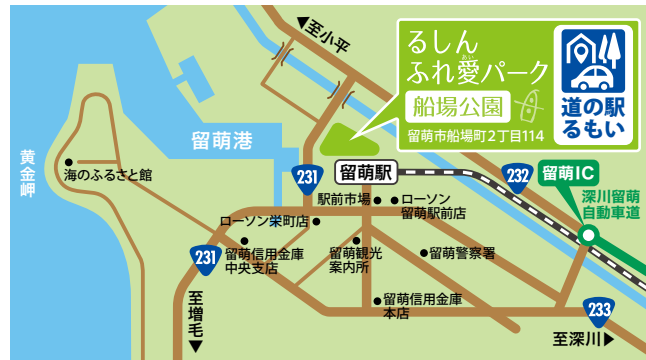 至小平
るしん
ふれ愛パーク
あい
船場公園
留萌市船場町2丁目114
道の駅
るもい
留萌港
黄金岬
海のふるさと館
231
留萌駅
232
留萌IC
深川留萌
自動車道
駅前市場
ローソン
留萌駅前店
ローソン栄町店
231
留萌信用金庫
中央支店
留萌観光
案内所
留萌警察署
至増毛
留萌信用金庫
本店
233
至深川